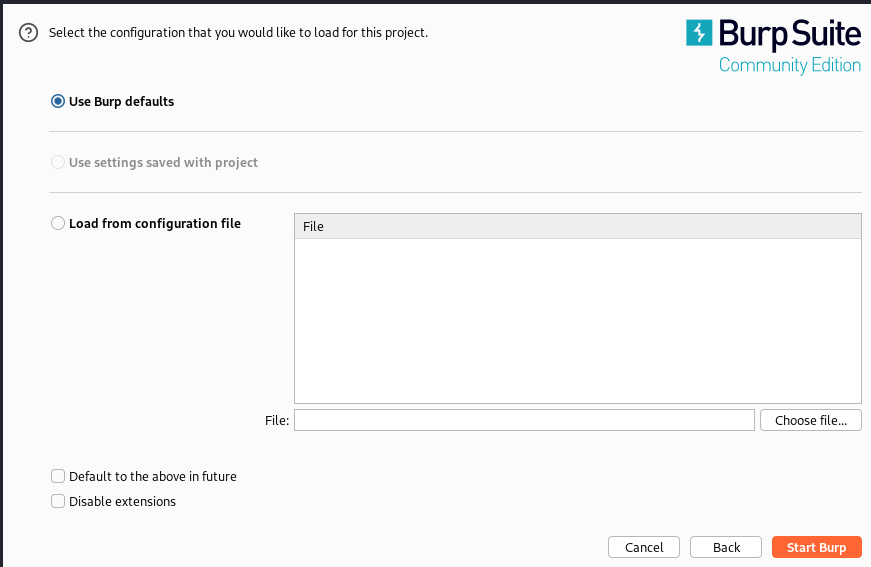 Select the configuration that you would like to load for this project.
Burp Suite
Community Edition
Use Burp defaults
Use settings saved with project
Load from configuration file
File
File:
Choose file...
Default to the above in future
Disable extensions
Cancel
Back
Start Burp